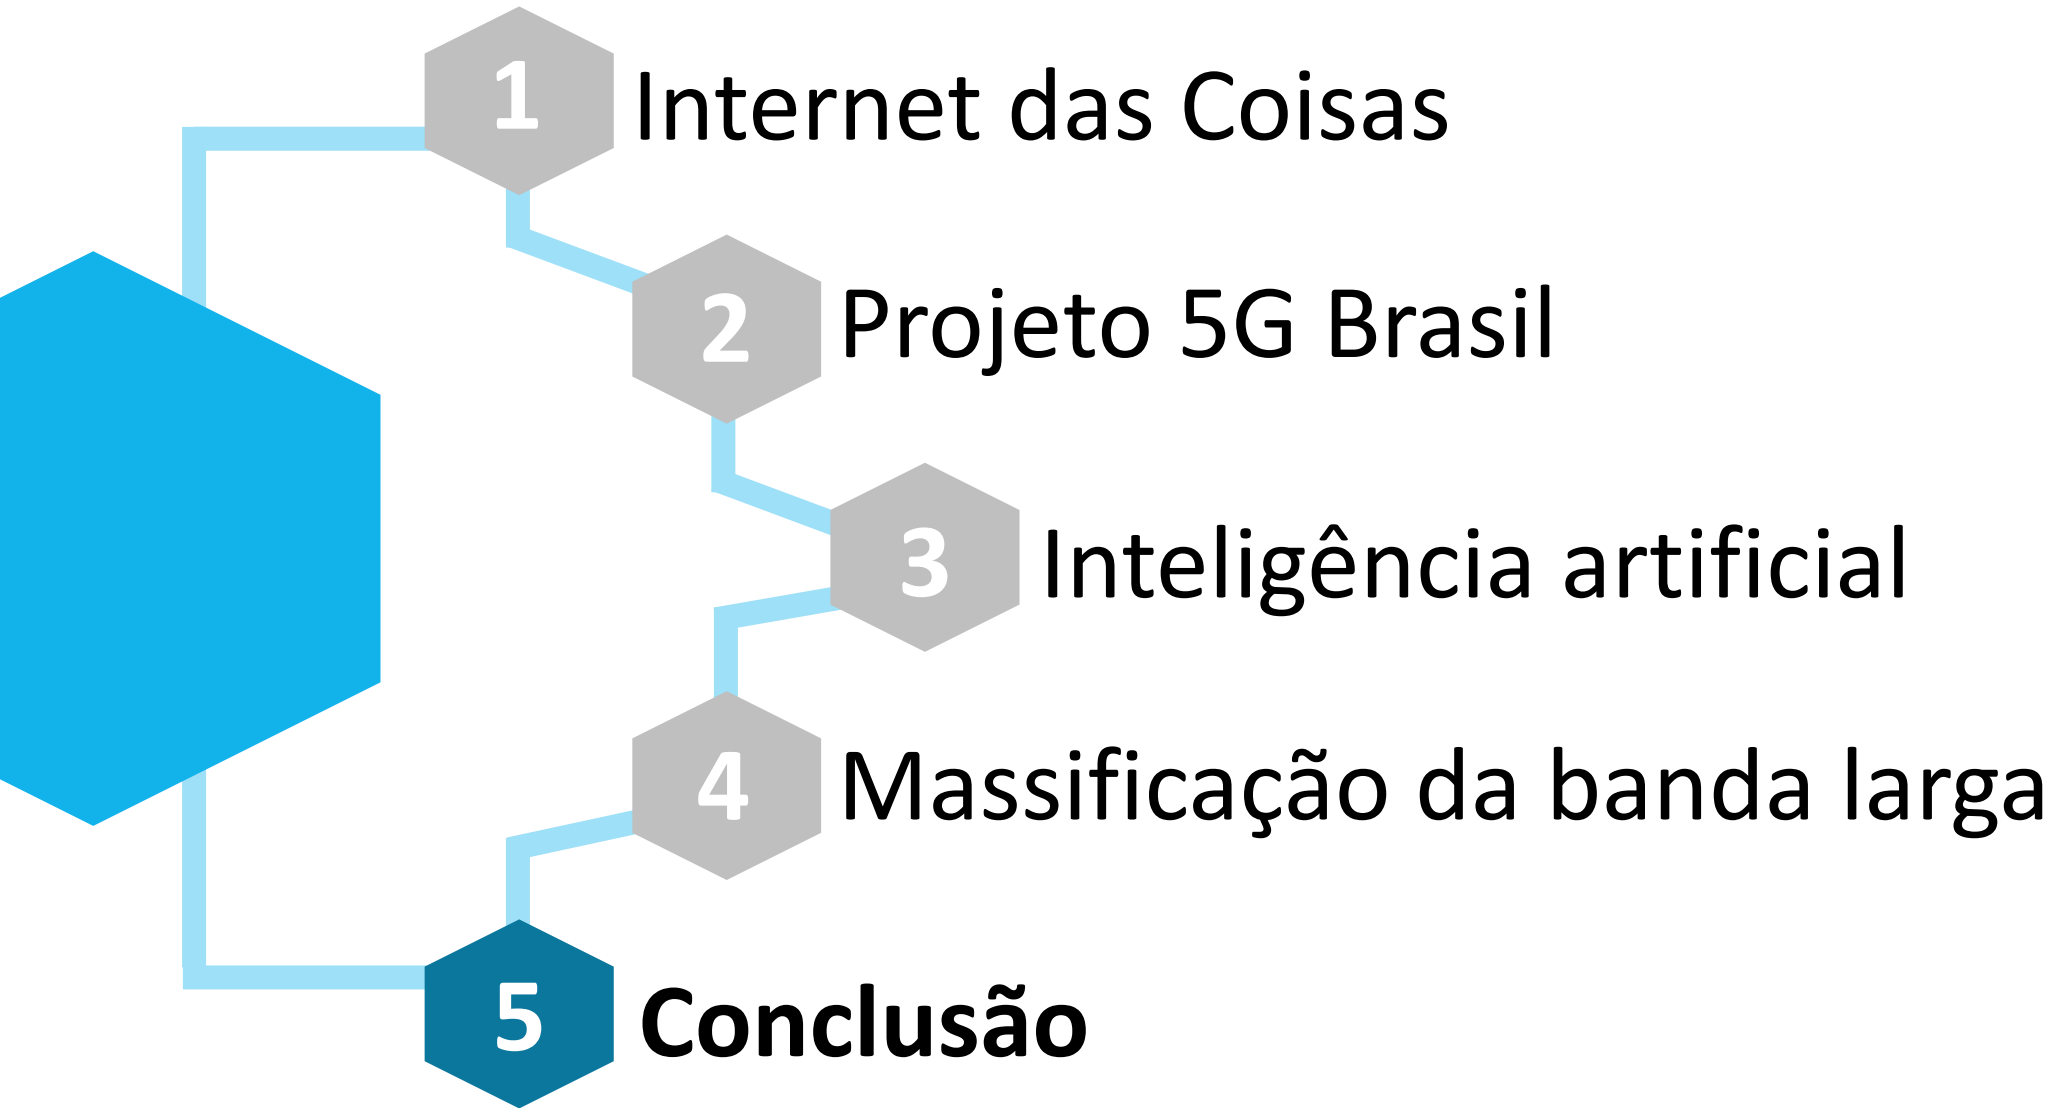 1 Internet das Coisas
2 Projeto 5G Brasil
3 Inteligência artificial
4 Massificação da banda larga
5 Conclusão